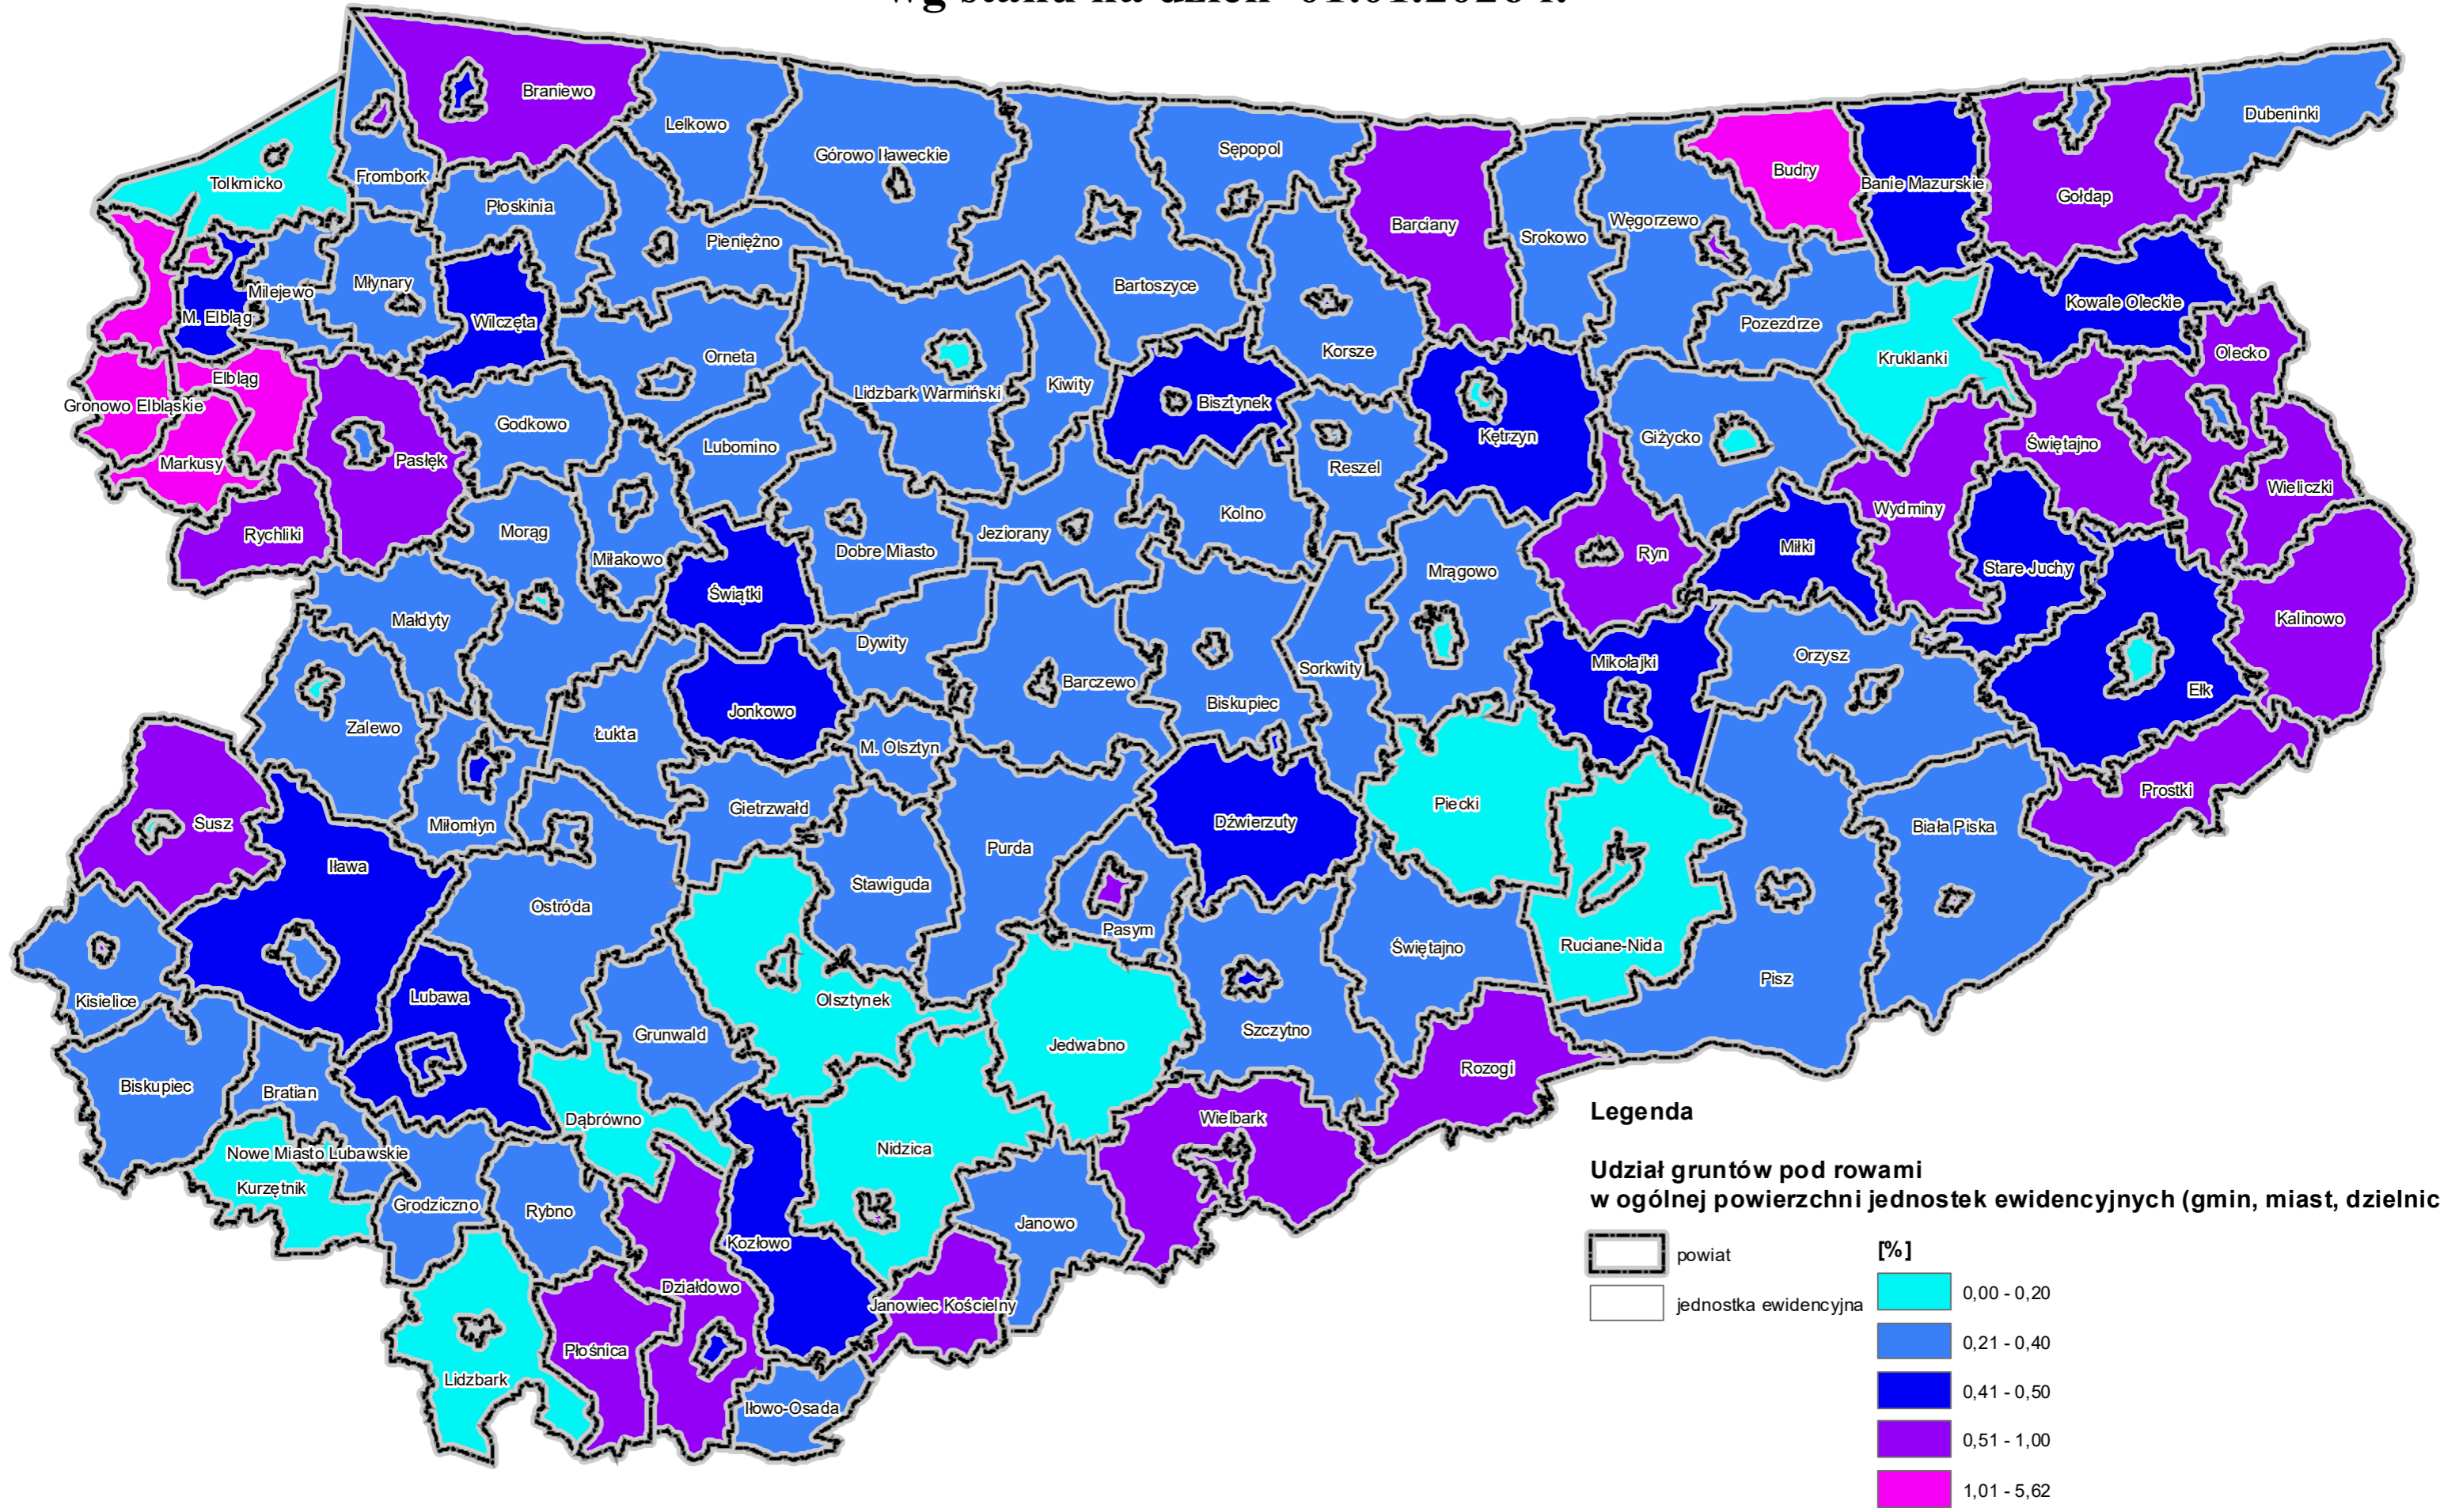 wg stanu na dzień 01.01.2026 r.
Braniewo
Lelkowo
Dubeninki
Górowo Iławeckie
Sępopol
Budry
Frombork
Tolkmicko
Banie Mazurskie
Gołdap
Płoskinia
Barciany
Węgorzewo
Srokowo
Pieniężno
Młynary
Milejewo
Bartoszyce
Kowale Oleckie
M. Elbląg
Wilczęta
Pozezdrze
Korsze
Olecko
Orneta
Kruklanki
Elbląg
Kiwity
Lidzbark Warmiński
Gronowo Elbląskie
Bisztynek
Godkowo
Kętrzyn
Giżycko
Świętajno
Lubomino
Pasłęk
Markusy
Reszel
Wieliczki
Wydminy
Kolno
Morąg
Jeziorany
Rychliki
Miłki
Dobre Miasto
Ryn
Miłakowo
Stare Juchy
Mrągowo
Świątki
Małdyty
Kalinowo
Dywity
Orzysz
Mikołajki
Sorkwity
Barczewo
Ełk
Biskupiec
Jonkowo
Zalewo
Łukta
M. Olsztyn
Prostki
Piecki
Gietrzwałd
Susz
Dźwierzuty
Miłomłyn
Biała Piska
Purda
Iława
Stawiguda
Ostróda
Pasym
Świętajno
Ruciane-Nida
Pisz
Lubawa
Olsztynek
Kisielice
Szczytno
Grunwald
Jedwabno
Rozogi
Biskupiec
Bratian
Dąbrówno
Wielbark
Nidzica
Nowe Miasto Lubawskie
Kurzętnik
Grodziczno
Rybno
Janowo
Kozłowo
Działdowo
Janowiec Kościelny
Płośnica
Lidzbark
Iłowo-Osada
Legenda
Udział gruntów pod rowami
w ogólnej powierzchni jednostek ewidencyjnych (gmin, miast, dzielnic
powiat
jednostka ewidencyjna
[%]
0,00 - 0,20
0,21 - 0,40
0,41 - 0,50
0,51 - 1,00
1,01 - 5,62